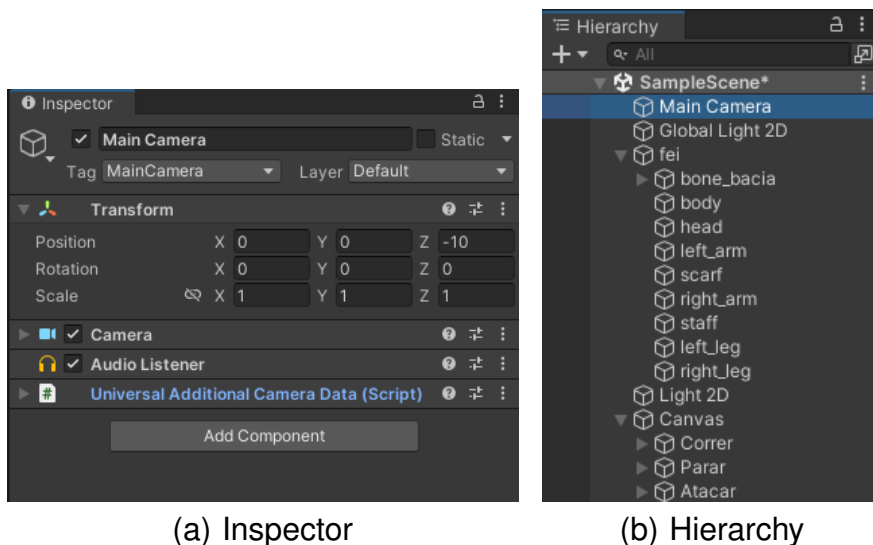 Inspector
Main Camera Static
Tag MainCamera Layer Default
Transform
Position X 0 Y 0 Z -10
Rotation X 0 Y 0 Z 0
Scale X 1 Y 1 Z 1
Camera
Audio Listener
# Universal Additional Camera Data (Script)
Add Component
(a) Inspector
Hierarchy
All
SampleScene*
Main Camera
Global Light 2D
fei
bone_bacia
body
head
left_arm
scarf
right_arm
staff
left_leg
right_leg
Light 2D
Canvas
Correr
Parar
Atacar
(b) Hierarchy